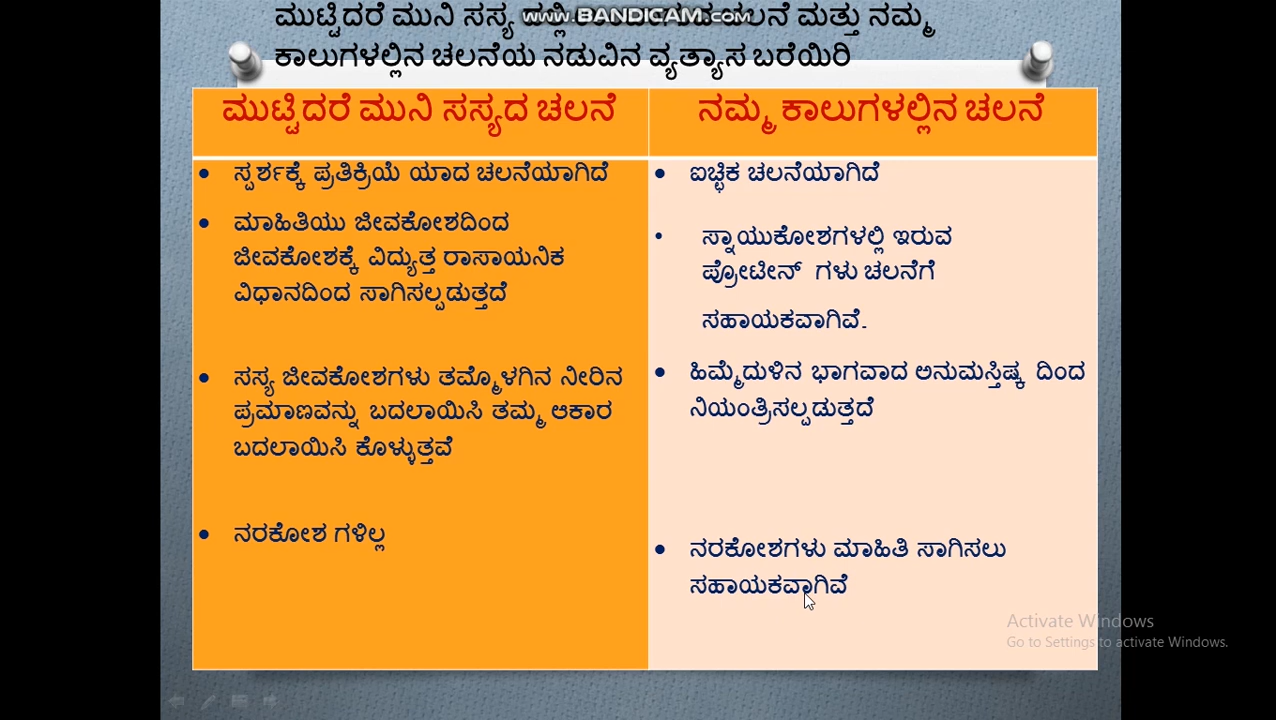 www.BANDICAM.com
ಮುಟ್ಟಿದರೆ ಮುನಿ ಸಸ್ಯ ಚಲನೆ ಮತ್ತು ನಮ್ಮ
ಕಾಲುಗಳಲ್ಲಿನ ಚಲನೆಯ ನಡುವಿನ ವ್ಯತ್ಯಾಸ ಬರೆಯಿರಿ
ಮುಟ್ಟಿದರೆ ಮುನಿ ಸಸ್ಯದ ಚಲನೆ
• ಸ್ಪರ್ಶಕ್ಕೆ ಪ್ರತಿಕ್ರಿಯೆ ಯಾದ ಚಲನೆಯಾಗಿದೆ
• ಮಾಹಿತಿಯು ಜೀವಕೋಶದಿಂದ
ಜೀವಕೋಶಕ್ಕೆ ವಿದ್ಯುತ್ತ ರಾಸಾಯನಿಕ
ವಿಧಾನದಿಂದ ಸಾಗಿಸಲ್ಪಡುತ್ತದೆ
• ಸಸ್ಯ ಜೀವಕೋಶಗಳು ತಮ್ಮೊಳಗಿನ ನೀರಿನ
ಪ್ರಮಾಣವನ್ನು ಬದಲಾಯಿಸಿ ತಮ್ಮ ಆಕಾರ
ಬದಲಾಯಿಸಿ ಕೊಳ್ಳುತ್ತವೆ
• ನರಕೋಶ ಗಳಿಲ್ಲ
ನಮ್ಮ ಕಾಲುಗಳಲ್ಲಿನ ಚಲನೆ
• ಐಚ್ಛಿಕ ಚಲನೆಯಾಗಿದೆ
• ಸ್ನಾಯುಕೋಶಗಳಲ್ಲಿ ಇರುವ
ಪ್ರೋಟೀನ್ ಗಳು ಚಲನೆಗೆ
ಸಹಾಯಕವಾಗಿವೆ.
• ಹಿಮ್ಮೆದುಳಿನ ಭಾಗವಾದ ಅನುಮಸ್ತಿಷ್ಕ ದಿಂದ
ನಿಯಂತ್ರಿಸಲ್ಪಡುತ್ತದೆ
• ನರಕೋಶಗಳು ಮಾಹಿತಿ ಸಾಗಿಸಲು
ಸಹಾಯಕವಾಗಿವೆ
Activate Windows
Go to Settings to activate Windows.